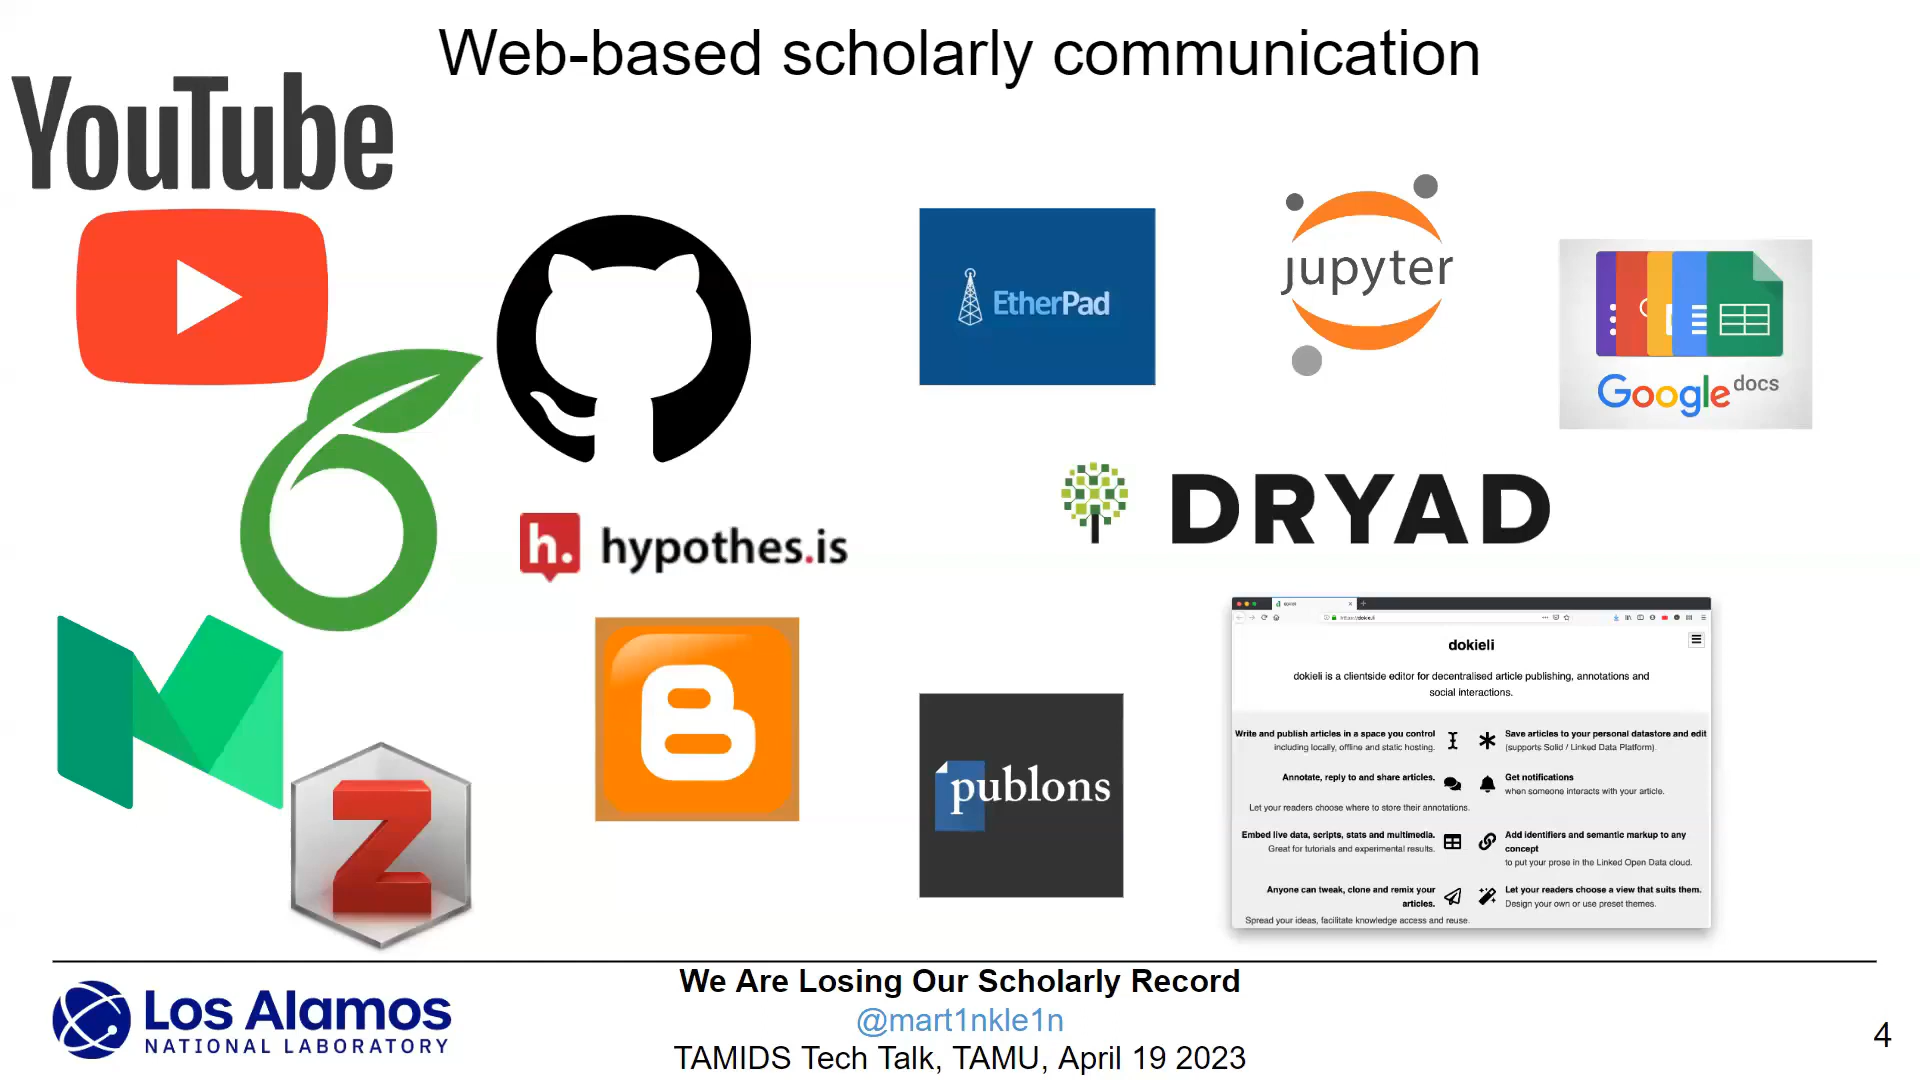 Web-based scholarly communication
YouTube
EtherPad
jupyter
Google docs
DRYAD
h. hypothes.is
publons
dokieli
https://dokie.li
dokieli
dokieli is a clientside editor for decentralised article publishing, annotations and
social interactions.
Write and publish articles in a space you control
including locally, offline and static hosting.
Save articles to your personal datastore and edit
(supports Solid / Linked Data Platform).
Annotate, reply to and share articles.
Let your readers choose where to store their annotations.
Get notifications
when someone interacts with your article.
Embed live data, scripts, stats and multimedia.
Great for tutorials and experimental results.
Add identifiers and semantic markup to any
concept
to put your prose in the Linked Open Data cloud.
Anyone can tweak, clone and remix your
articles.
Spread your ideas, facilitate knowledge access and reuse.
Let your readers choose a view that suits them.
Design your own or use preset themes.
Los Alamos
NATIONAL LABORATORY
We Are Losing Our Scholarly Record
@mart1nkle1n
TAMIDS Tech Talk, TAMU, April 19 2023
4